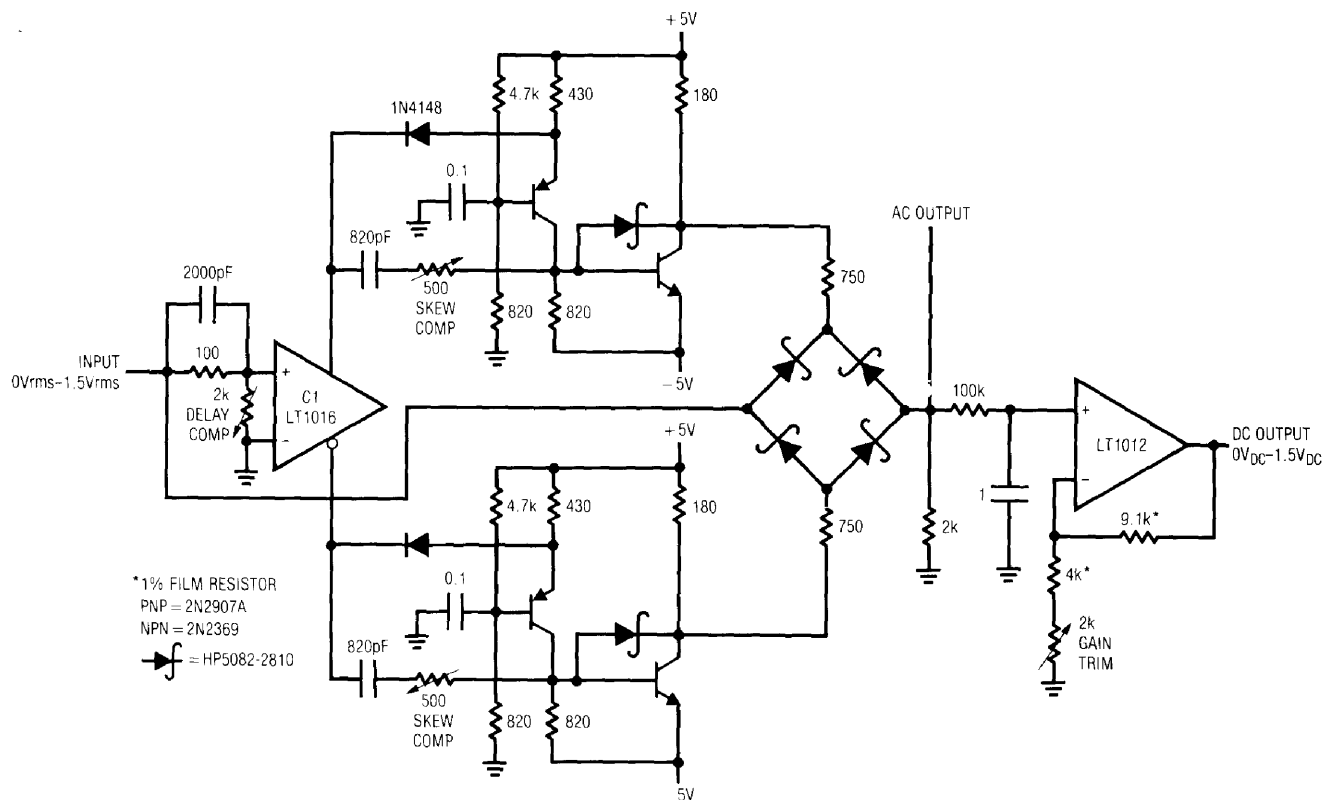 +5V
4.7k
430
180
1N4148
0.1
AC OUTPUT
820pF
2000pF
500
SKEW
COMP
820
820
750
INPUT
0Vrms–1.5Vrms
100
+
C1
LT1016
2k
DELAY
COMP
−
−5V
+5V
100k
+
LT1012
−
DC OUTPUT
0VDC–1.5VDC
4.7k
430
180
750
2k
1
9.1k*
4k*
2k
GAIN
TRIM
*1% FILM RESISTOR
PNP = 2N2907A
NPN = 2N2369
= HP5082-2810
0.1
820pF
500
SKEW
COMP
820
820
5V